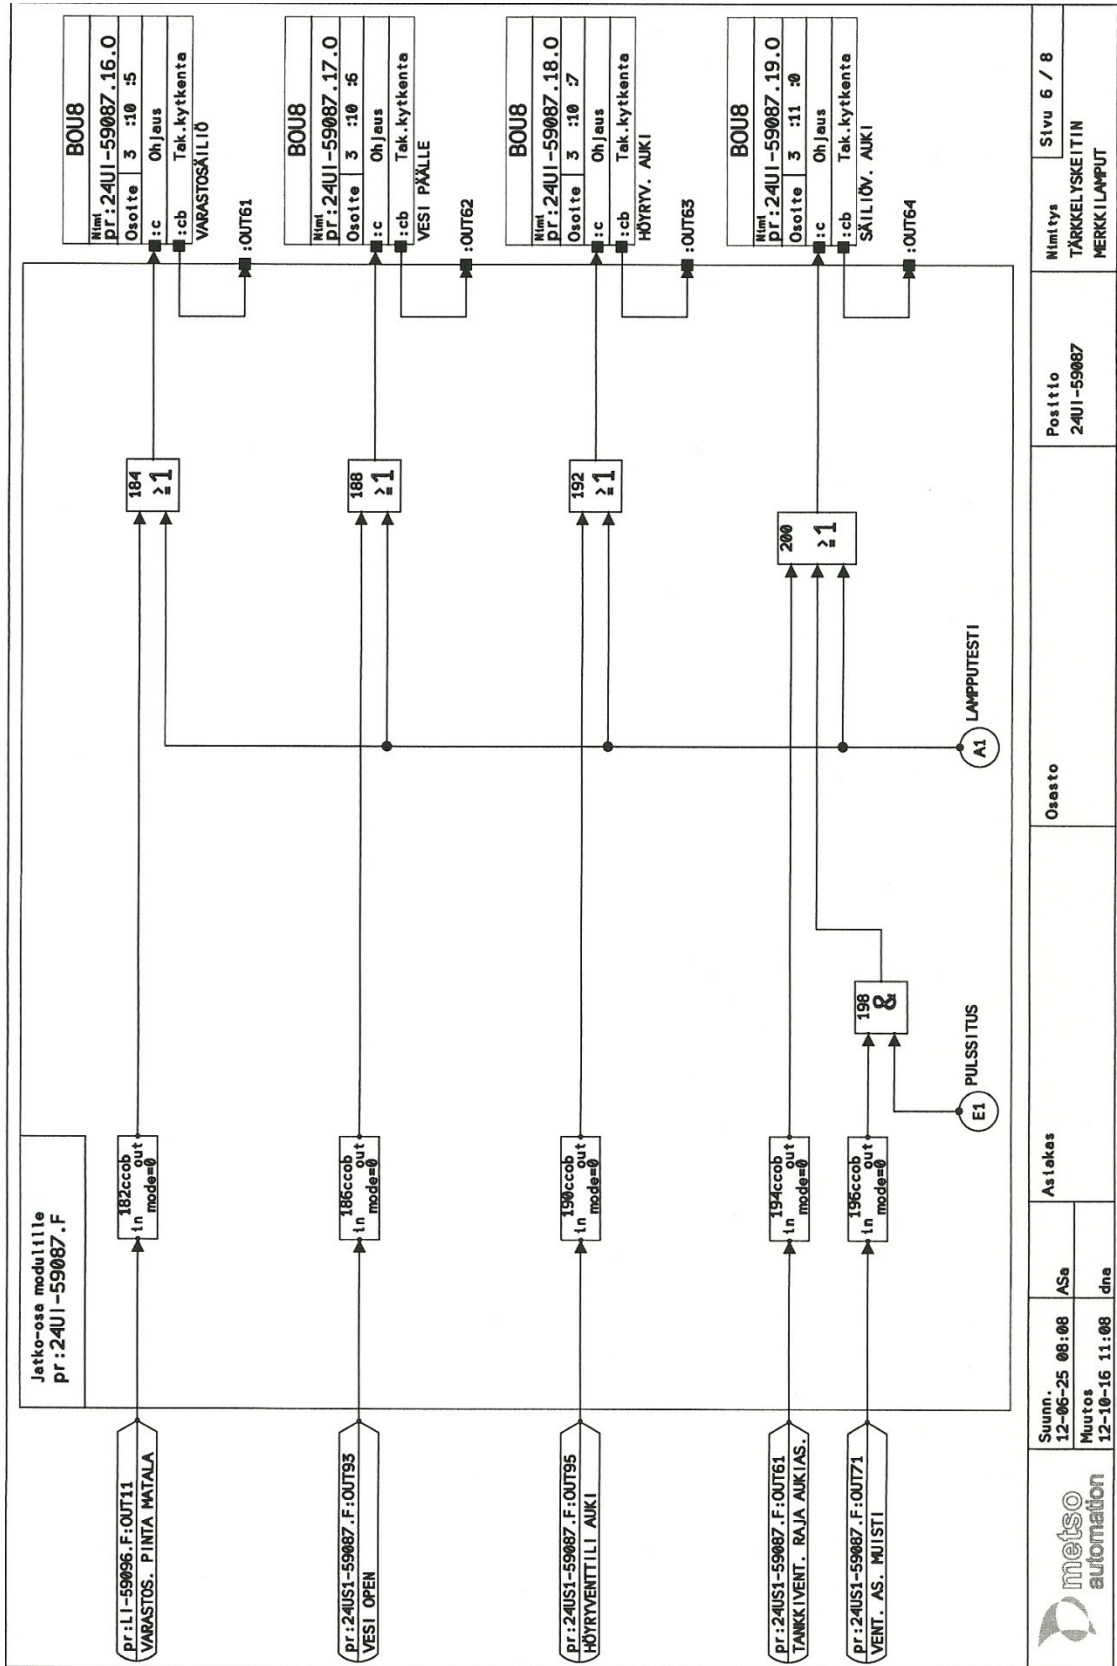 Jatko-osa modulille
pr:24UI-59087.F
pr:LI-59096.F:OUT11
VARASTOS. PINTA MATALA
182ccob
in out
mode=0
184
≥1
BOU8
Nimi
pr:24UI-59087.16.O
Osoite 3 :10 :5
:c Ohjaus
:cb Tak.kytkenta
VARASTOSÄILIÖ
:OUT61
pr:24US1-59087.F:OUT93
VESI OPEN
186ccob
in out
mode=0
188
≥1
BOU8
Nimi
pr:24UI-59087.17.O
Osoite 3 :10 :6
:c Ohjaus
:cb Tak.kytkenta
VESI PÄÄLLE
:OUT62
pr:24US1-59087.F:OUT95
HÖYRYVENTTIILI AUKI
190ccob
in out
mode=0
192
≥1
BOU8
Nimi
pr:24UI-59087.18.O
Osoite 3 :10 :7
:c Ohjaus
:cb Tak.kytkenta
HÖYRYV. AUKI
:OUT63
pr:24US1-59087.F:OUT61
TANKKIVENT. RAJA AUKIAS.
194ccob
in out
mode=0
200
≥1
BOU8
Nimi
pr:24UI-59087.19.O
Osoite 3 :11 :0
:c Ohjaus
:cb Tak.kytkenta
SÄILIÖV. AUKI
:OUT64
pr:24US1-59087.F:OUT71
VENT. AS. MUISTI
196ccob
in out
mode=0
198
&
E1 PULSSITUS
A1 LAMPPUTESTI
metso
automation
Suunn.
12-06-25 08:08 ASa
Muutos
12-10-16 11:08 dna
Asiakas
Osasto
Positio
24UI-59087
Nimitys
TÄRKKELYSKEITIN
MERKKILAMPUT
Sivu 6 / 8